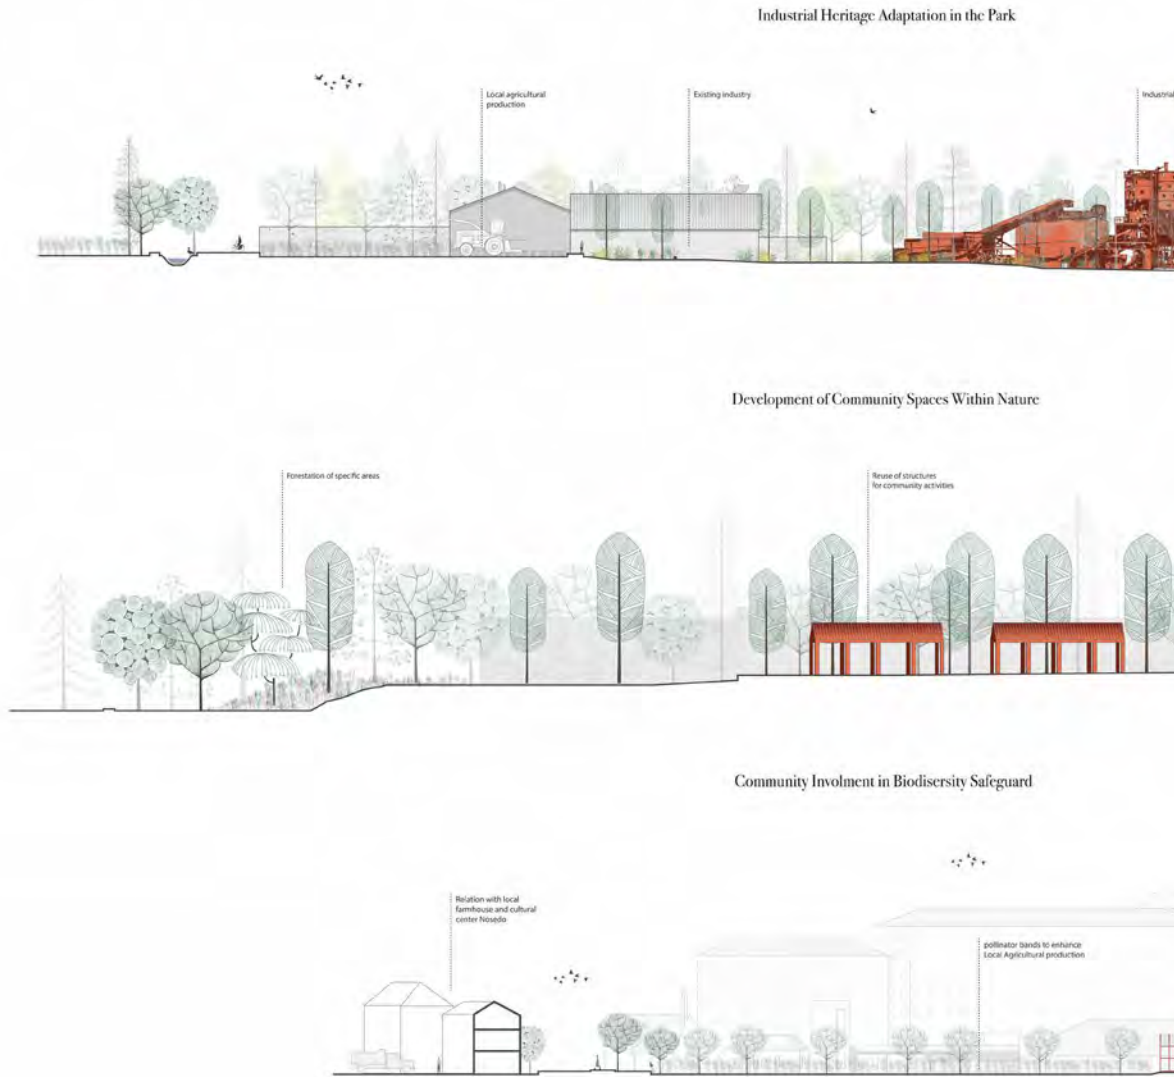 Industrial Heritage Adaptation in the Park
Local agricultural
production
Existing industry
Industrial
Development of Community Spaces Within Nature
Forestation of specific areas
Reuse of structures
for community activities
Community Involment in Biodisersity Safeguard
Relation with local
farmhouse and cultural
center Nosedo
pollinator bands to enhance
Local Agricultural production